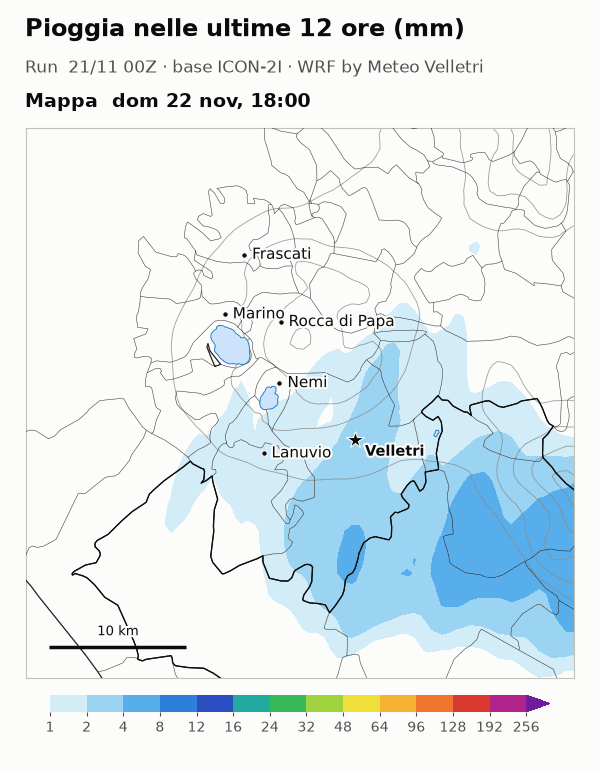 Pioggia nelle ultime 12 ore (mm)
Run 21/11 00Z · base ICON-2I · WRF by Meteo Velletri
Mappa dom 22 nov, 18:00
Frascati
Marino
Rocca di Papa
Nemi
Velletri
Lanuvio
10 km
1 2 4 8 12 16 24 32 48 64 96 128 192 256